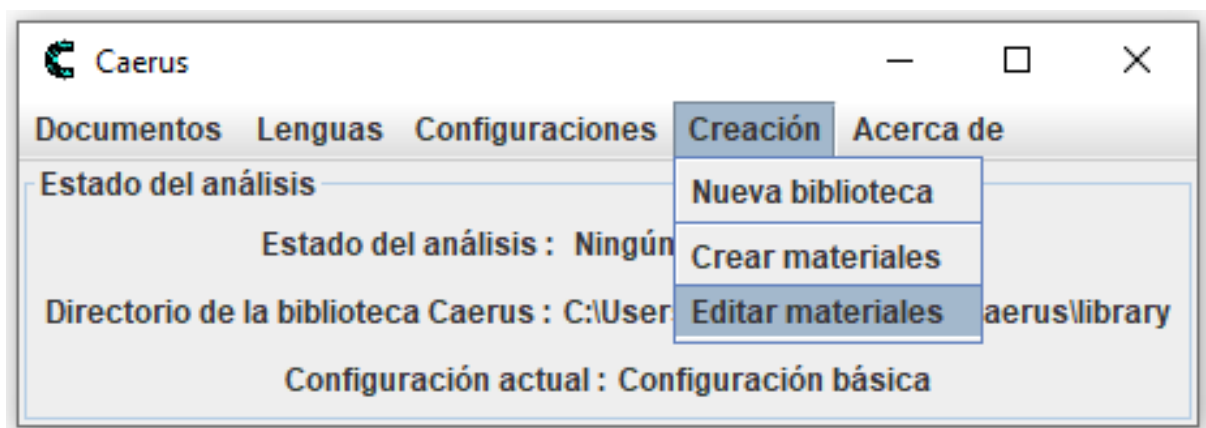 Caerus
Documentos Lenguas Configuraciones Creación Acerca de
Estado del análisis
Nueva biblioteca
Estado del análisis : Ningún
Crear materiales
Directorio de la biblioteca Caerus : C:\User
Editar materiales
aerus\library
Configuración actual : Configuración básica